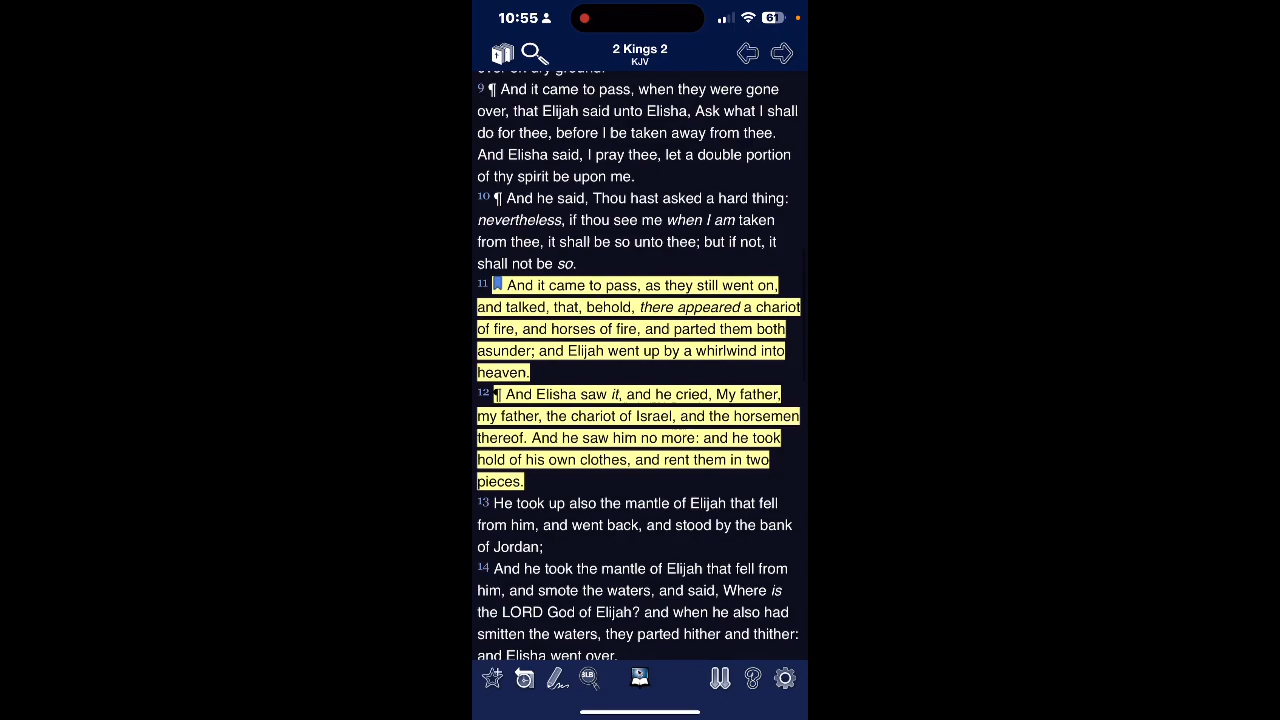 10:55
61
2 Kings 2
KJV
over on dry ground.
9 ¶ And it came to pass, when they were gone
over, that Elijah said unto Elisha, Ask what I shall
do for thee, before I be taken away from thee.
And Elisha said, I pray thee, let a double portion
of thy spirit be upon me.
10 ¶ And he said, Thou hast asked a hard thing:
nevertheless, if thou see me when I am taken
from thee, it shall be so unto thee; but if not, it
shall not be so.
11 And it came to pass, as they still went on,
and talked, that, behold, there appeared a chariot
of fire, and horses of fire, and parted them both
asunder; and Elijah went up by a whirlwind into
heaven.
12 ¶ And Elisha saw it, and he cried, My father,
my father, the chariot of Israel, and the horsemen
thereof. And he saw him no more: and he took
hold of his own clothes, and rent them in two
pieces.
13 He took up also the mantle of Elijah that fell
from him, and went back, and stood by the bank
of Jordan;
14 And he took the mantle of Elijah that fell from
him, and smote the waters, and said, Where is
the LORD God of Elijah? and when he also had
smitten the waters, they parted hither and thither:
and Elisha went over.
SLB